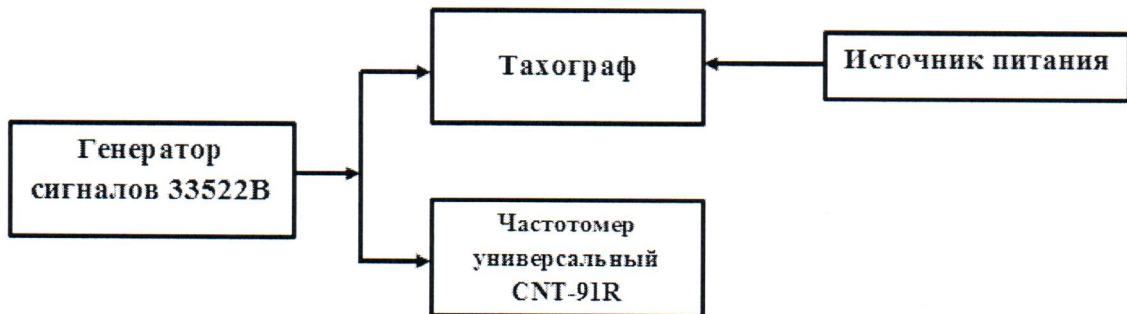 Тахограф
Источник питания
Генератор
сигналов 33522B
Частотомер
универсальный
CNT-91R